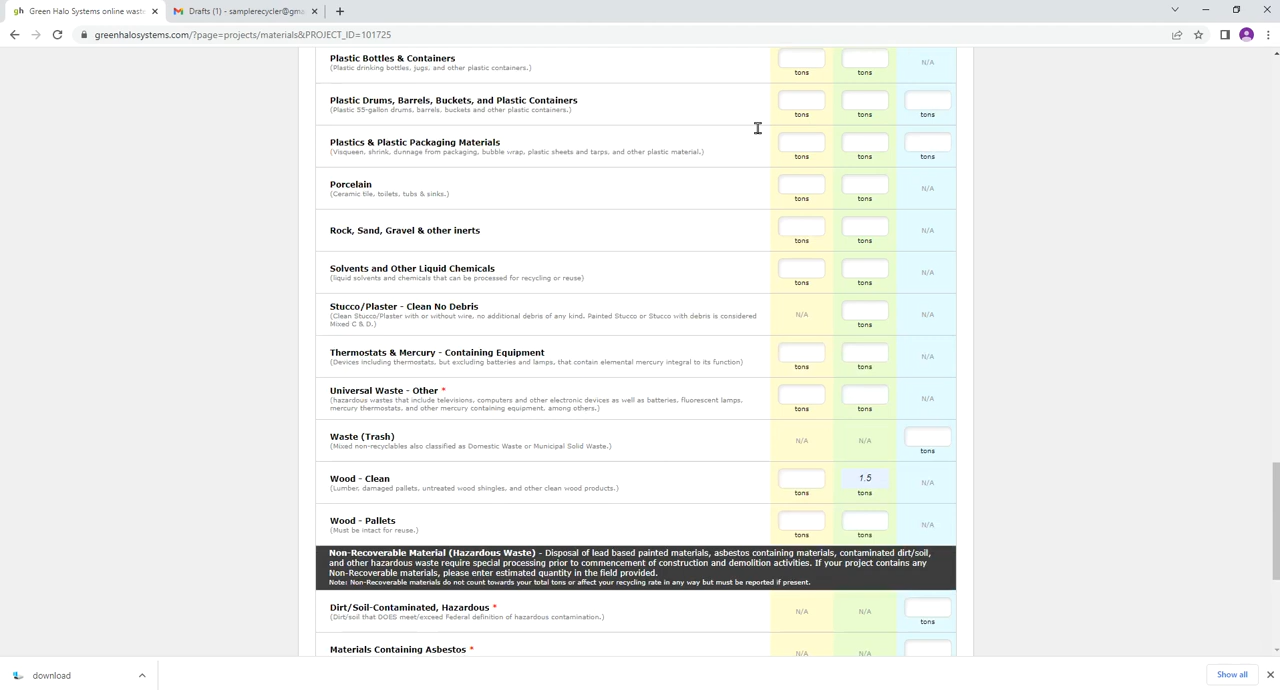 Green Halo Systems online waste
Drafts (1) - samplerecycler@gma
greenhalosystems.com/?page=projects/materials&PROJECT_ID=101725
Plastic Bottles & Containers
(Plastic drinking bottles, jugs, and other plastic containers.)
tons tons N/A
Plastic Drums, Barrels, Buckets, and Plastic Containers
(Plastic 55-gallon drums, barrels, buckets and other plastic containers.)
tons tons tons
Plastics & Plastic Packaging Materials
(Visqueen, shrink, dunnage from packaging, bubble wrap, plastic sheets and tarps, and other plastic material.)
tons tons tons
Porcelain
(Ceramic tile, toilets, tubs & sinks.)
tons tons N/A
Rock, Sand, Gravel & other inerts
tons tons N/A
Solvents and Other Liquid Chemicals
(liquid solvents and chemicals that can be processed for recycling or reuse)
tons tons N/A
Stucco/Plaster - Clean No Debris
(Clean Stucco/Plaster with or without wire, no additional debris of any kind. Painted Stucco or Stucco with debris is considered
Mixed C & D.)
N/A tons N/A
Thermostats & Mercury - Containing Equipment
(Devices including thermostats, but excluding batteries and lamps, that contain elemental mercury integral to its function)
tons tons N/A
Universal Waste - Other *
(hazardous wastes that include televisions, computers and other electronic devices as well as batteries, fluorescent lamps,
mercury thermostats, and other mercury containing equipment, among others.)
tons tons N/A
Waste (Trash)
(Mixed non-recyclables also classified as Domestic Waste or Municipal Solid Waste.)
N/A N/A tons
Wood - Clean
(Lumber, damaged pallets, untreated wood shingles, and other clean wood products.)
1.5
tons tons N/A
Wood - Pallets
(Must be intact for reuse.)
tons tons N/A
Non-Recoverable Material (Hazardous Waste) - Disposal of lead based painted materials, asbestos containing materials, contaminated dirt/soil,
and other hazardous waste require special processing prior to commencement of construction and demolition activities. If your project contains any
Non-Recoverable materials, please enter estimated quantity in the field provided.
Note: Non-Recoverable materials do not count towards your total tons or affect your recycling rate in any way but must be reported if present.
Dirt/Soil-Contaminated, Hazardous *
(Dirt/soil that DOES meet/exceed Federal definition of hazardous contamination.)
N/A N/A tons
Materials Containing Asbestos *
N/A N/A
download
Show all